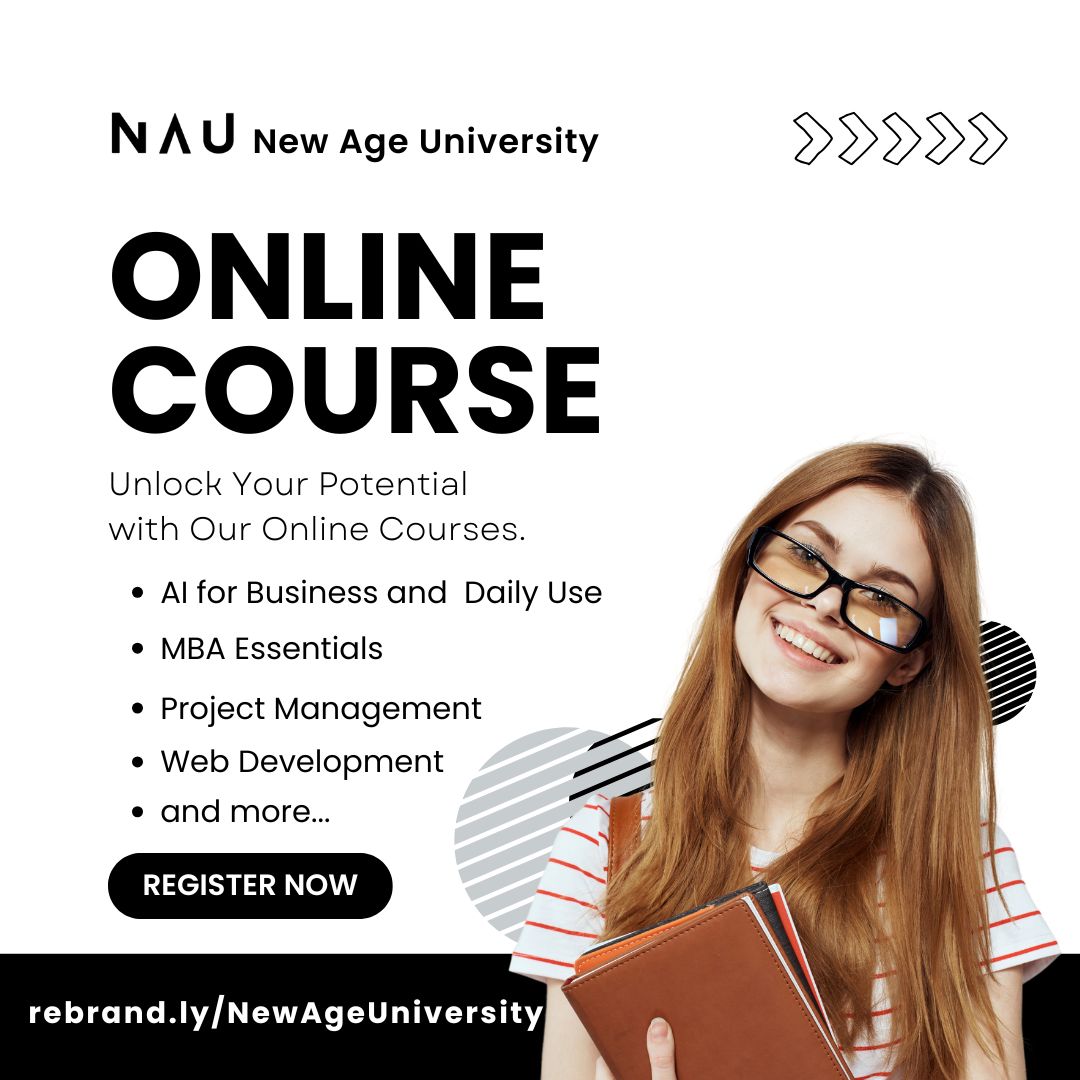 NAU New Age University
ONLINE
COURSE
Unlock Your Potential
with Our Online Courses.
• AI for Business and  Daily Use
• MBA Essentials
• Project Management
• Web Development
• and more...
REGISTER NOW
rebrand.ly/NewAgeUniversity